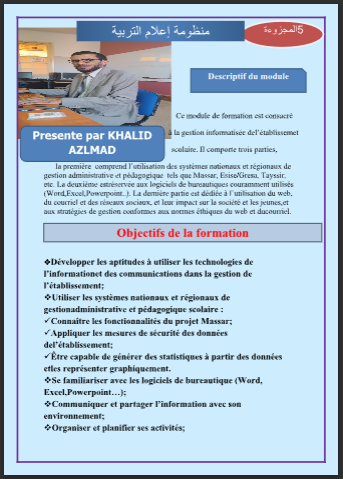 منظومة إعلام التربية
المجزوءة5
Descriptif du module
Presente par KHALID
AZLMAD
Ce module de formation est consacré
à la gestion informatisée del'établissemet
scolaire. Il comporte trois parties,
la première comprend l'utilisation des systèmes nationaux et régionaux de
gestion administrative et pédagogique tels que Massar, Esise/Gresa, Tayssir.
etc. La deuxième estréservée aux logiciels de bureautiques couramment utilisés
(Word,Excel,Powerpoint..). La dernière partie est dédiée à l'utilisation du web,
du courriel et des réseaux sociaux, et leur impact sur la société et les jeunes,et
aux stratégies de gestion conformes aux normes éthiques du web et ducourriel.
Objectifs de la formation
❖Développer les aptitudes à utiliser les technologies de
l'informationet des communications dans la gestion de
l'établissement;
❖Utiliser les systèmes nationaux et régionaux de
gestionadministrative et pédagogique scolaire :
✓Connaître les fonctionnalités du projet Massar;
✓Appliquer les mesures de sécurité des données
del'établissement;
✓Être capable de générer des statistiques à partir des données
etles représenter graphiquement.
❖Se familiariser avec les logiciels de bureautique (Word,
Excel,Powerpoint…);
❖Communiquer et partager l'information avec son
environnement;
❖Organiser et planifier ses activités;